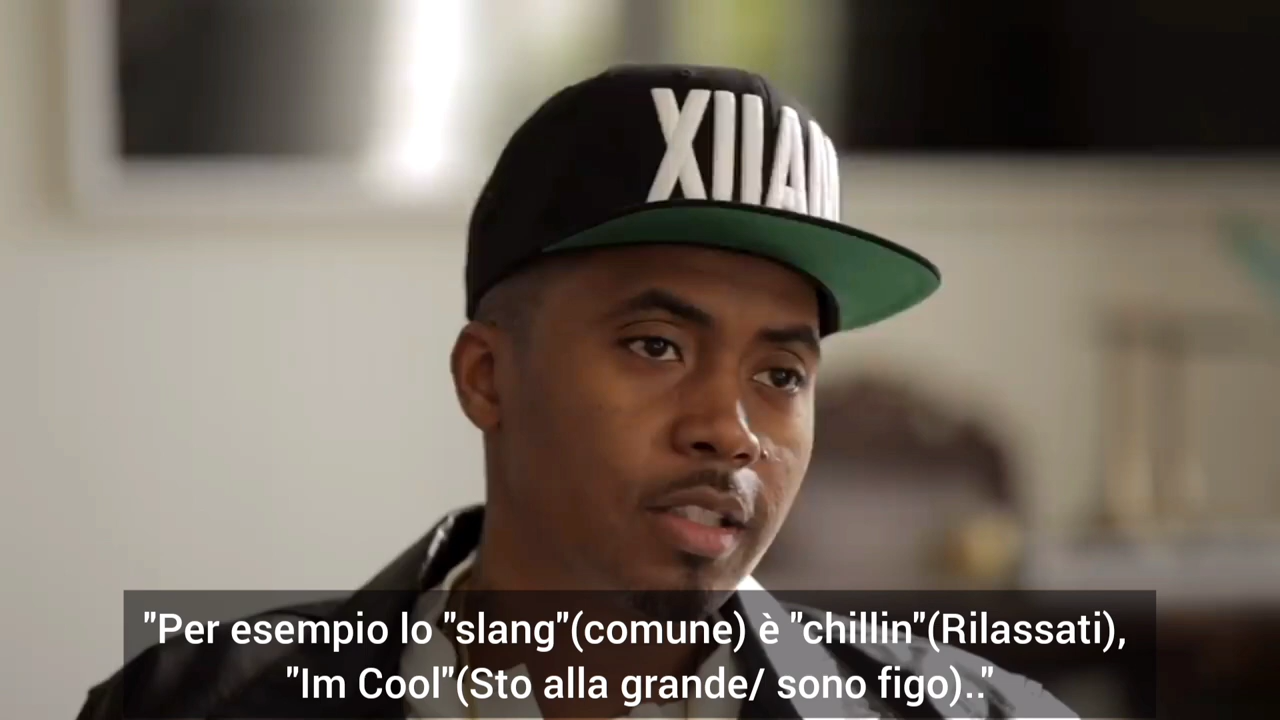 XIIAM
"Per esempio lo "slang"(comune) è "chillin"(Rilassati),
"Im Cool"(Sto alla grande/ sono figo).."